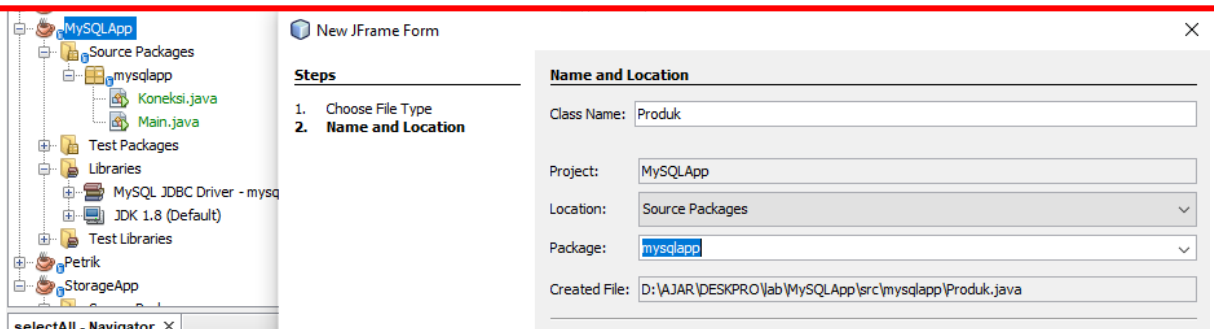 MySQLApp
Source Packages
mysqlapp
Koneksi.java
Main.java
Test Packages
Libraries
MySQL JDBC Driver - mysq
JDK 1.8 (Default)
Test Libraries
Petrik
StorageApp
selectAll - Navigator ×
New JFrame Form
Steps
1. Choose File Type
2. Name and Location
Name and Location
Class Name: Produk
Project: MySQLApp
Location: Source Packages
Package: mysqlapp
Created File: D:\AJAR\DESKPRO\lab\MySQLApp\src\mysqlapp\Produk.java